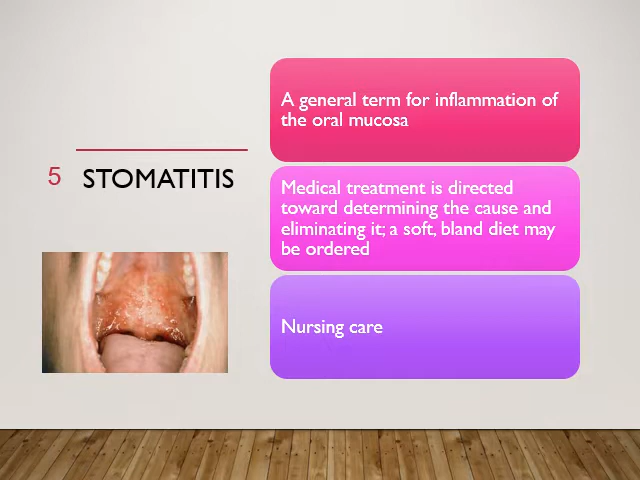 5
STOMATITIS
A general term for inflammation of
the oral mucosa
Medical treatment is directed
toward determining the cause and
eliminating it; a soft, bland diet may
be ordered
Nursing care